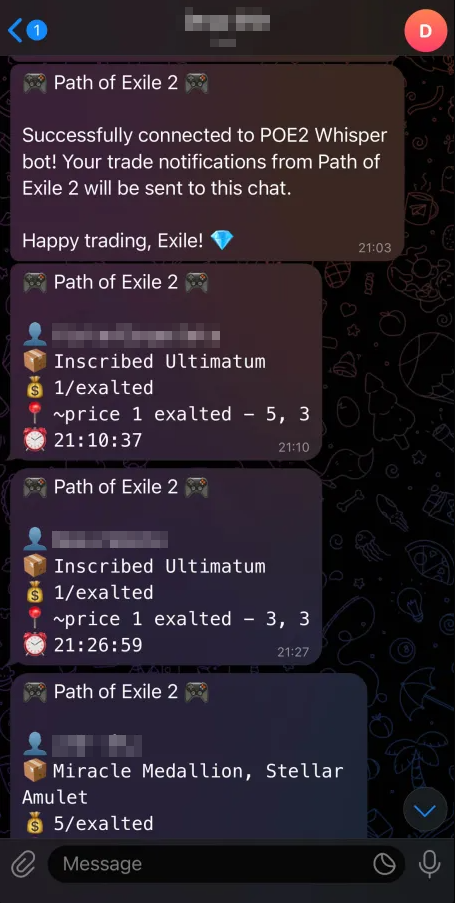 1
D
🎮 Path of Exile 2 🎮
Successfully connected to POE2 Whisper
bot! Your trade notifications from Path of
Exile 2 will be sent to this chat.
Happy trading, Exile! 💎
21:03
🎮 Path of Exile 2 🎮
👤
📦 Inscribed Ultimatum
💰 1/exalted
📍 ~price 1 exalted – 5, 3
⏰ 21:10:37
21:10
🎮 Path of Exile 2 🎮
👤
📦 Inscribed Ultimatum
💰 1/exalted
📍 ~price 1 exalted – 3, 3
⏰ 21:26:59
21:27
🎮 Path of Exile 2 🎮
👤
📦 Miracle Medallion, Stellar
Amulet
💰 5/exalted
Message